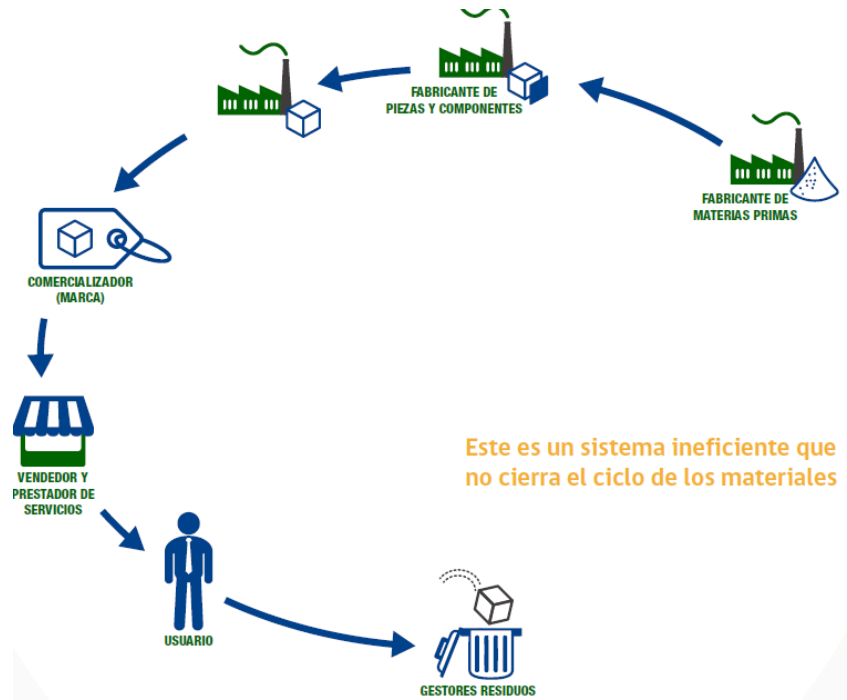 FABRICANTE DE
PIEZAS Y COMPONENTES
FABRICANTE DE
MATERIAS PRIMAS
COMERCIALIZADOR
(MARCA)
VENDEDOR Y
PRESTADOR DE
SERVICIOS
Este es un sistema ineficiente que
no cierra el ciclo de los materiales
USUARIO
GESTORES RESIDUOS